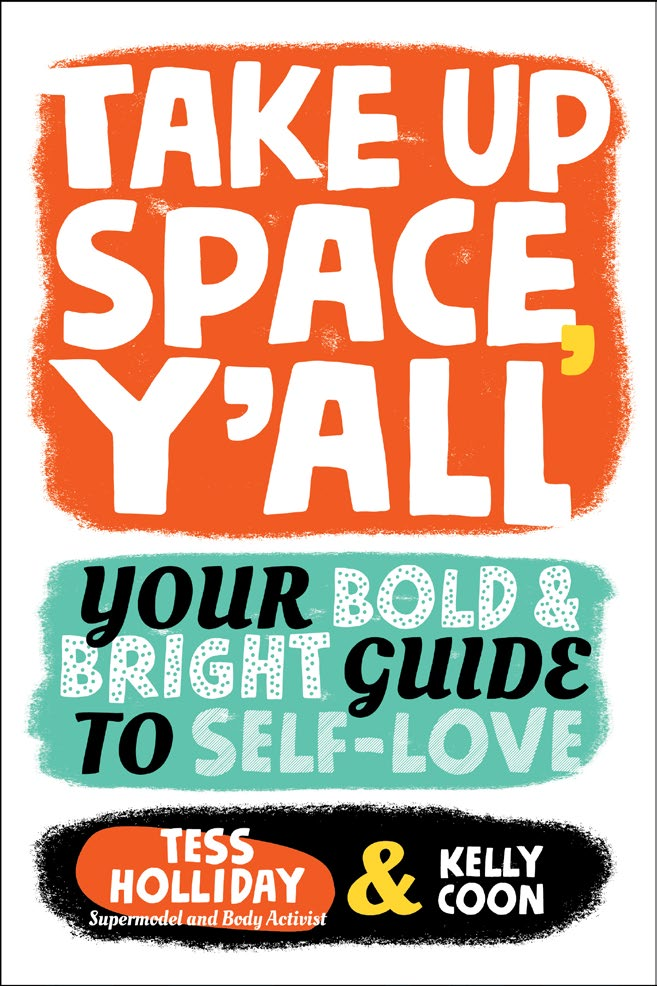 TAKE UP
SPACE,
Y'ALL
YOUR BOLD &
BRIGHT GUIDE
TO SELF-LOVE
TESS
HOLLIDAY
Supermodel and Body Activist
&
KELLY
COON